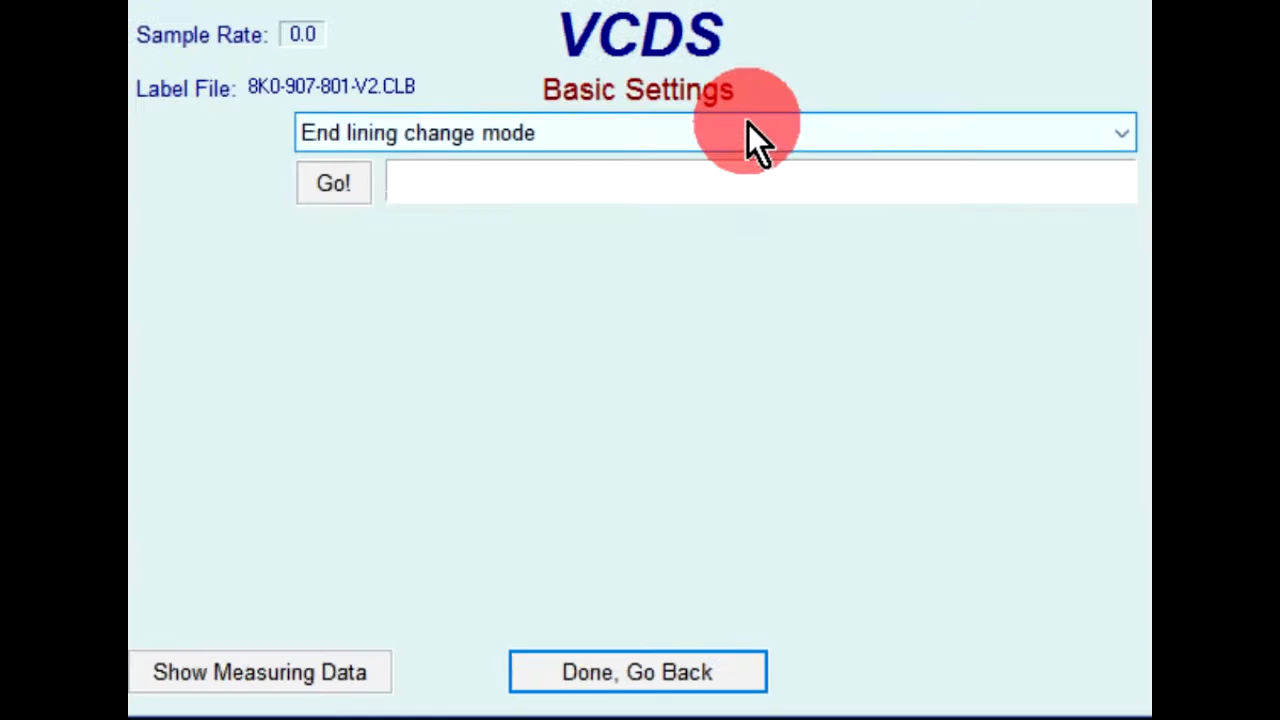 Sample Rate: 0.0
VCDS
Label File: 8K0-907-801-V2.CLB
Basic Settings
End lining change mode
Go!
Show Measuring Data
Done, Go Back